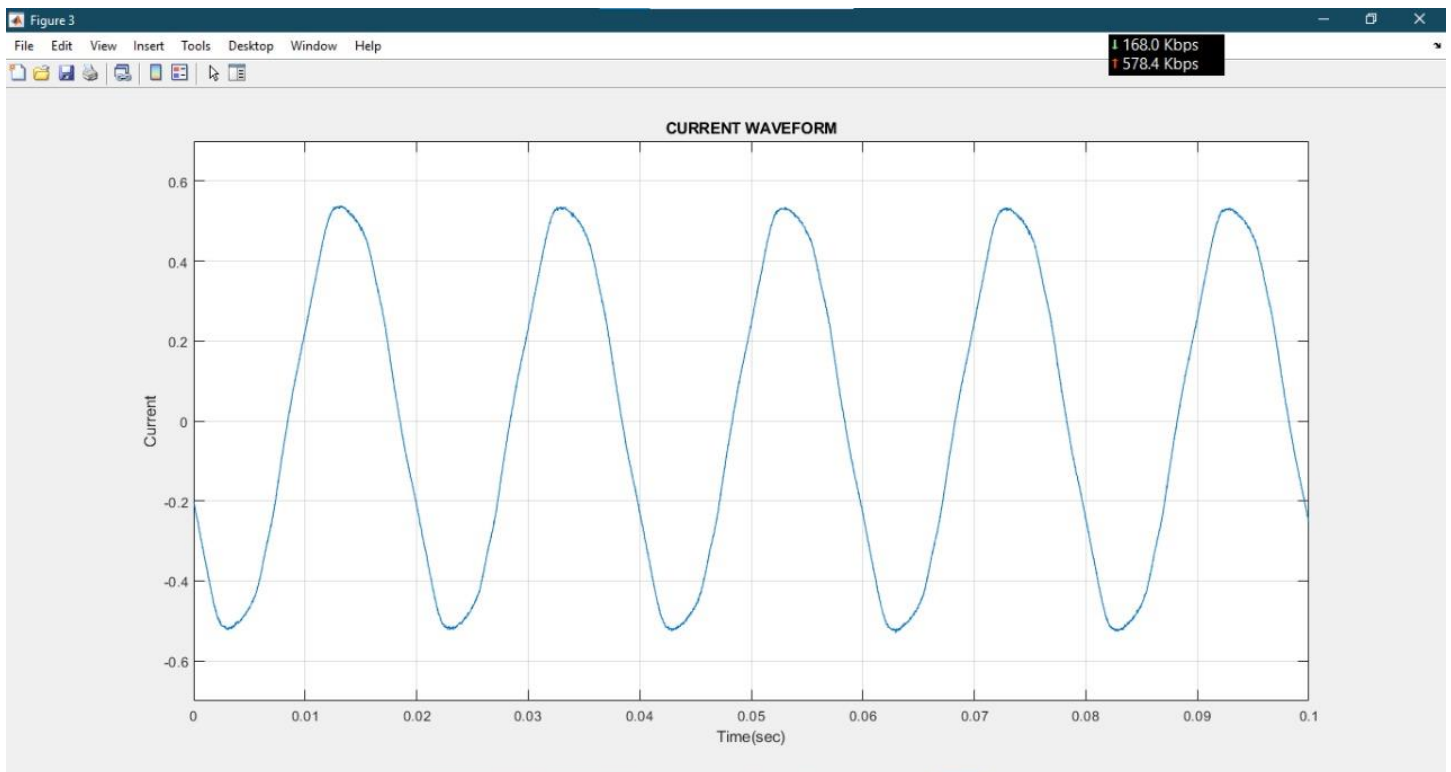 Figure 3
File Edit View Insert Tools Desktop Window Help
↓ 168.0 Kbps
↑ 578.4 Kbps
CURRENT WAVEFORM
0.6
0.4
0.2
0
-0.2
-0.4
-0.6
Current
0 0.01 0.02 0.03 0.04 0.05 0.06 0.07 0.08 0.09 0.1
Time(sec)